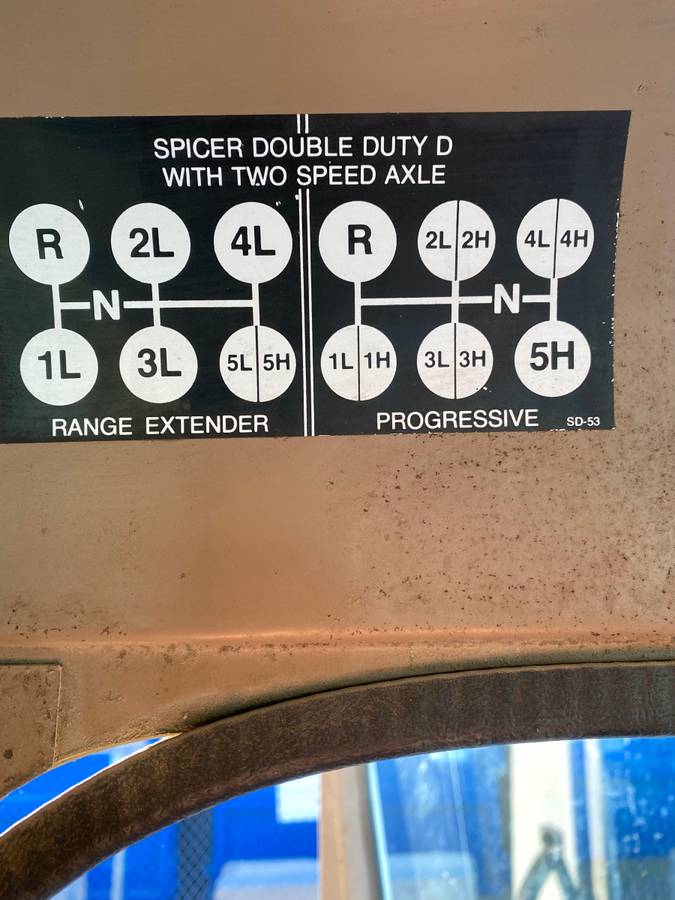 SPICER DOUBLE DUTY D
WITH TWO SPEED AXLE
R 2L 4L
N
1L 3L 5L 5H
RANGE EXTENDER
R 2L 2H 4L 4H
N
1L 1H 3L 3H 5H
PROGRESSIVE
SD-53